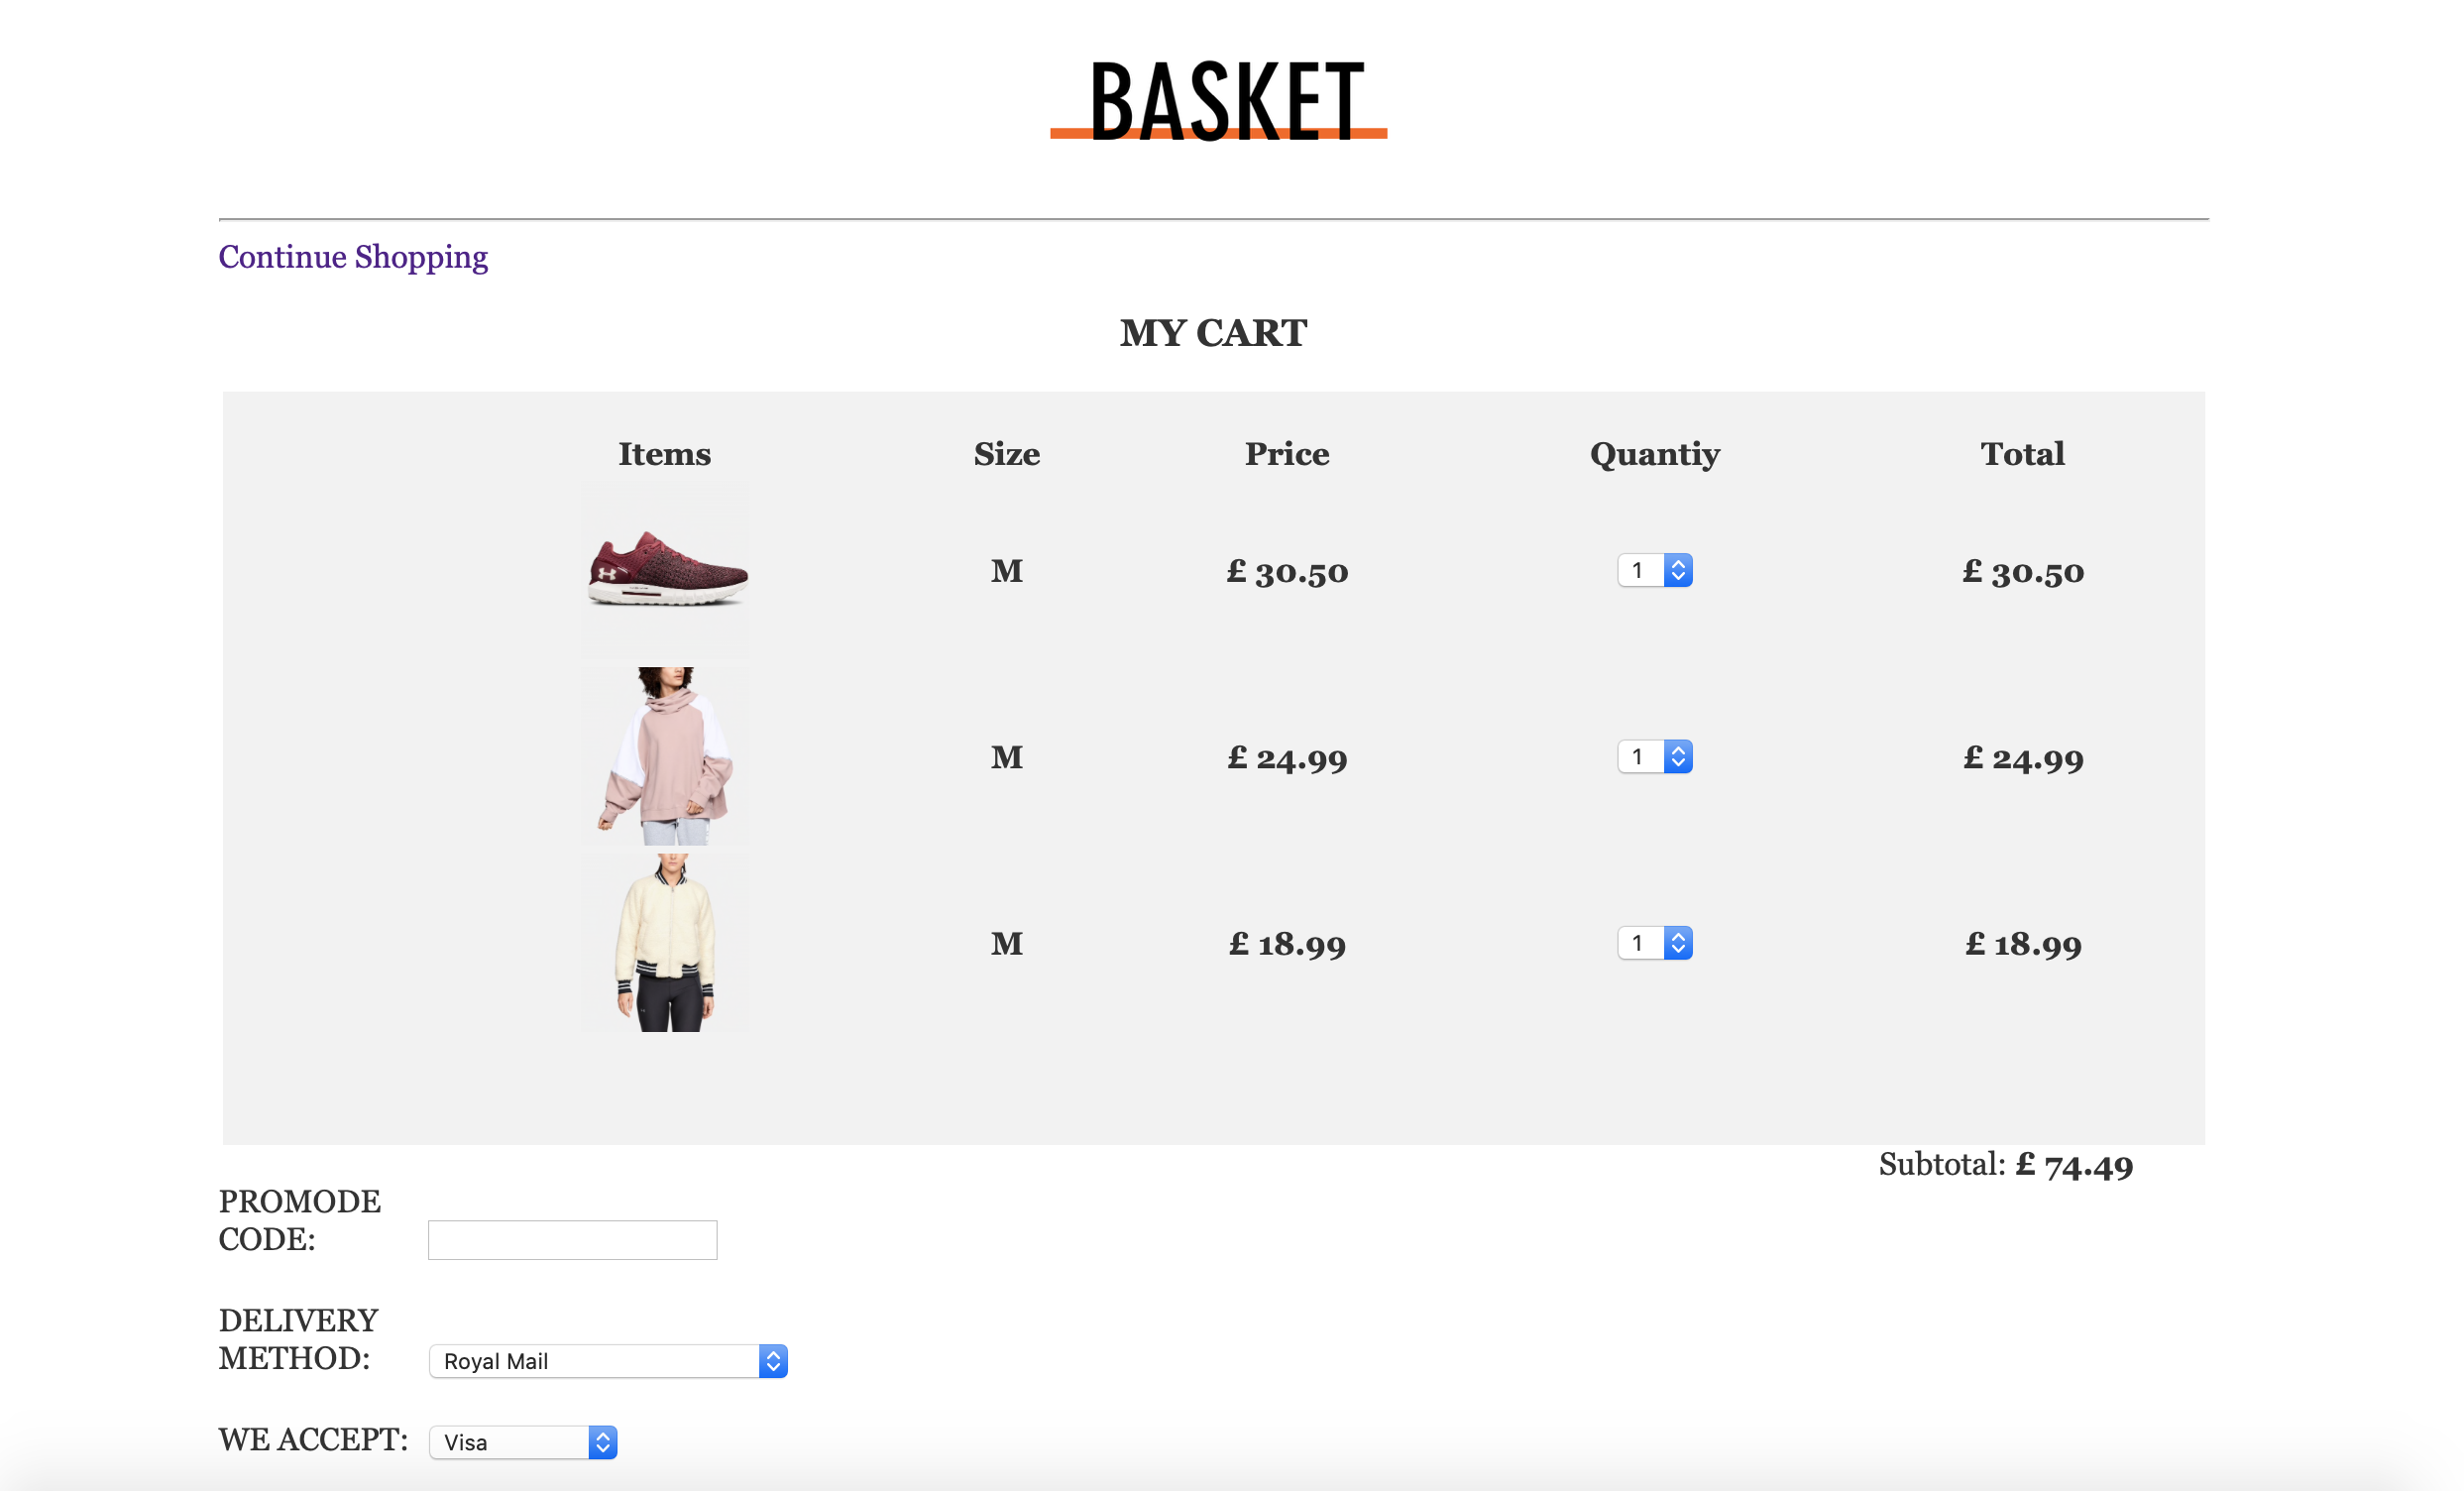 BASKET
Continue Shopping
MY CART
Items Size Price Quantiy Total
M £ 30.50 1 £ 30.50
M £ 24.99 1 £ 24.99
M £ 18.99 1 £ 18.99
Subtotal: £ 74.49
PROMODE
CODE:
DELIVERY
METHOD: Royal Mail
WE ACCEPT: Visa